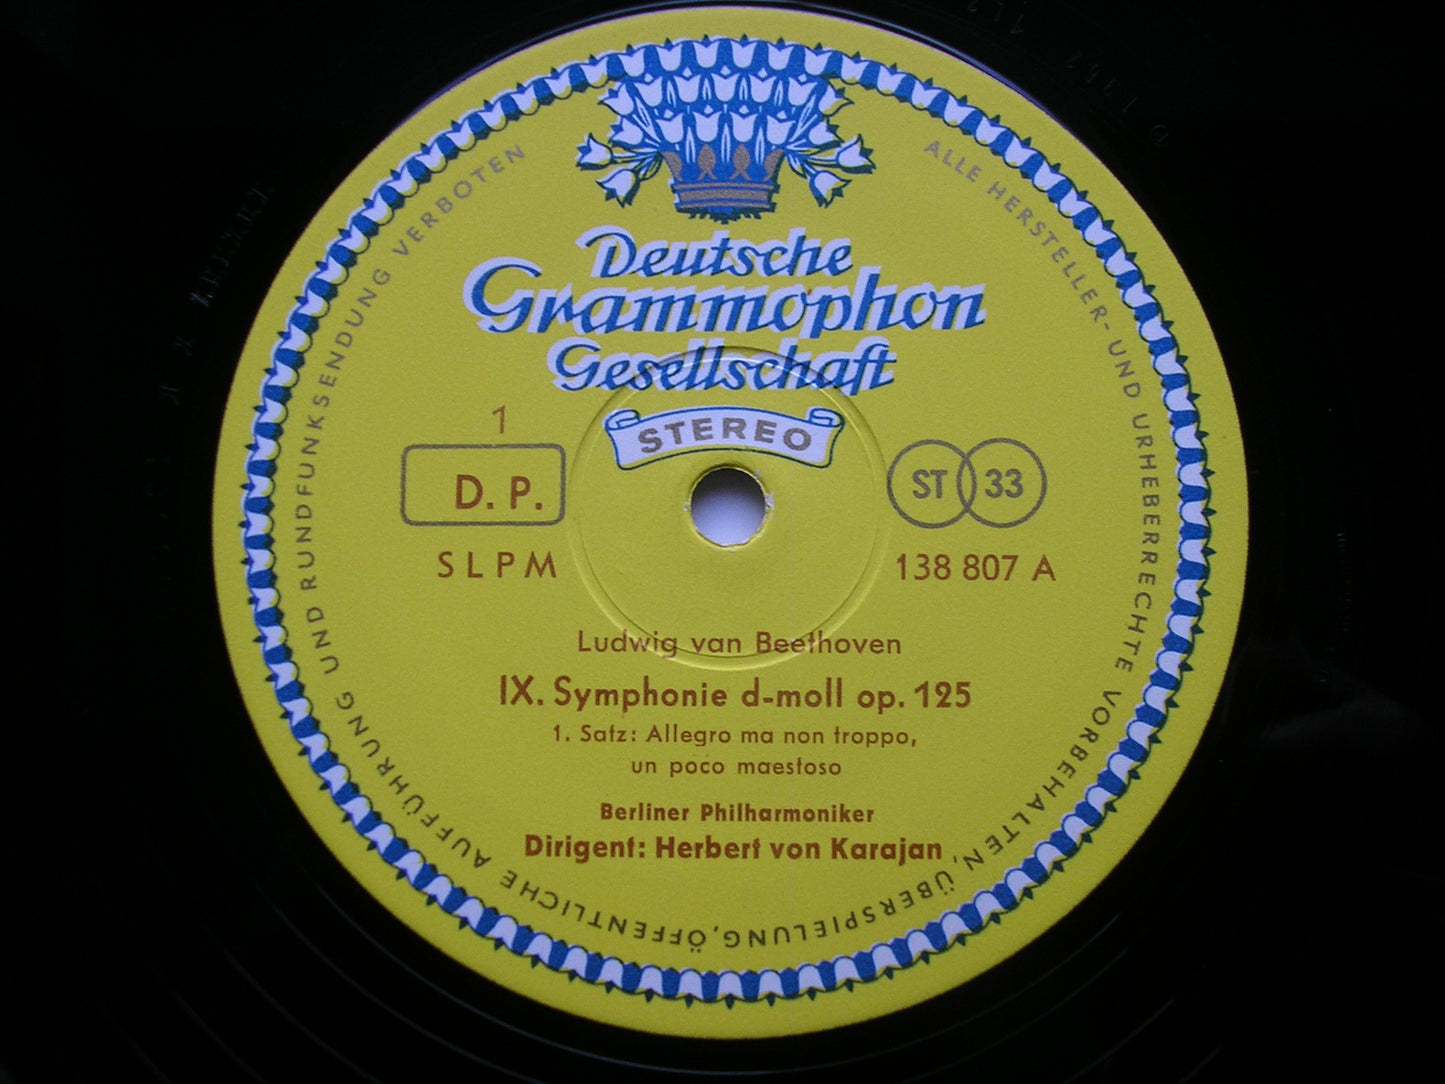 Deutsche
Grammophon
Gesellschaft
STEREO
1
D. P.
ST 33
SLPM
138 807 A
Ludwig van Beethoven
IX. Symphonie d-moll op. 125
1. Satz: Allegro ma non troppo,
un poco maestoso
Berliner Philharmoniker
Dirigent: Herbert von Karajan
ALLE HERSTELLER- UND URHEBERRECHTE VORBEHALTEN, ÜBERSPIELUNG, ÖFFENTLICHE AUFFÜHRUNG UND RUNDFUNKSENDUNG VERBOTEN